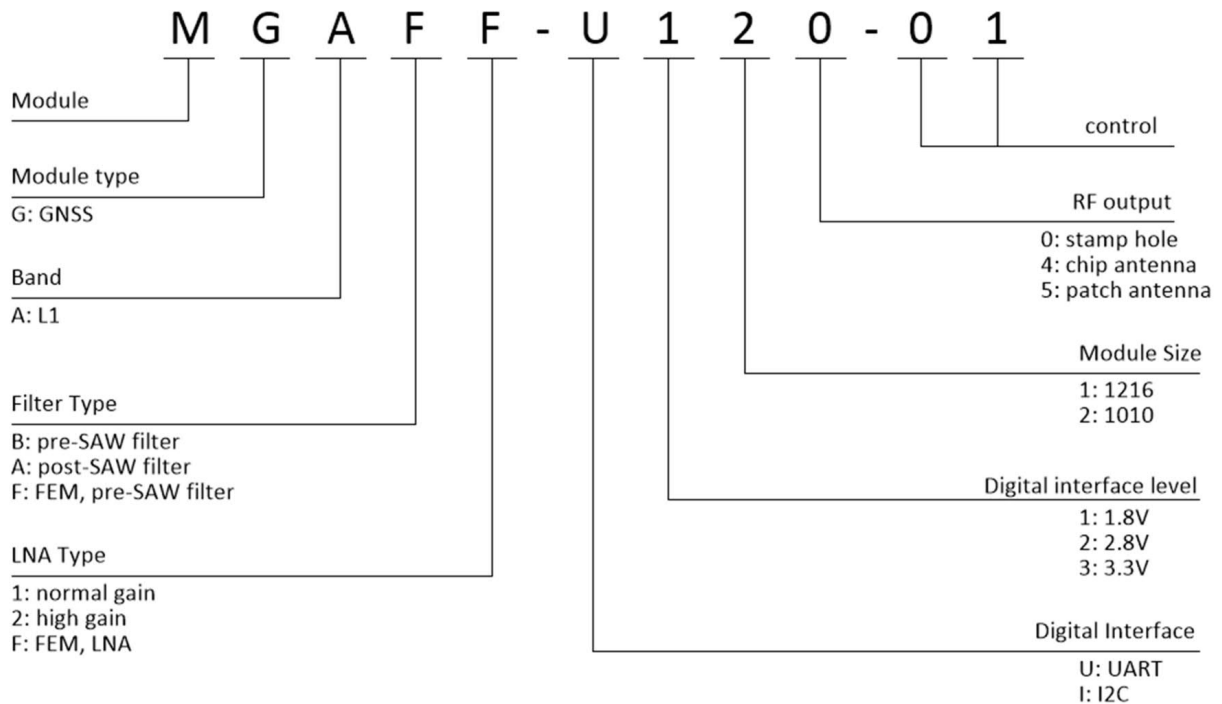 M G A F F - U 1 2 0 - 0 1
Module
Module type
G: GNSS
Band
A: L1
Filter Type
B: pre-SAW filter
A: post-SAW filter
F: FEM, pre-SAW filter
LNA Type
1: normal gain
2: high gain
F: FEM, LNA
control
RF output
0: stamp hole
4: chip antenna
5: patch antenna
Module Size
1: 1216
2: 1010
Digital interface level
1: 1.8V
2: 2.8V
3: 3.3V
Digital Interface
U: UART
I: I2C